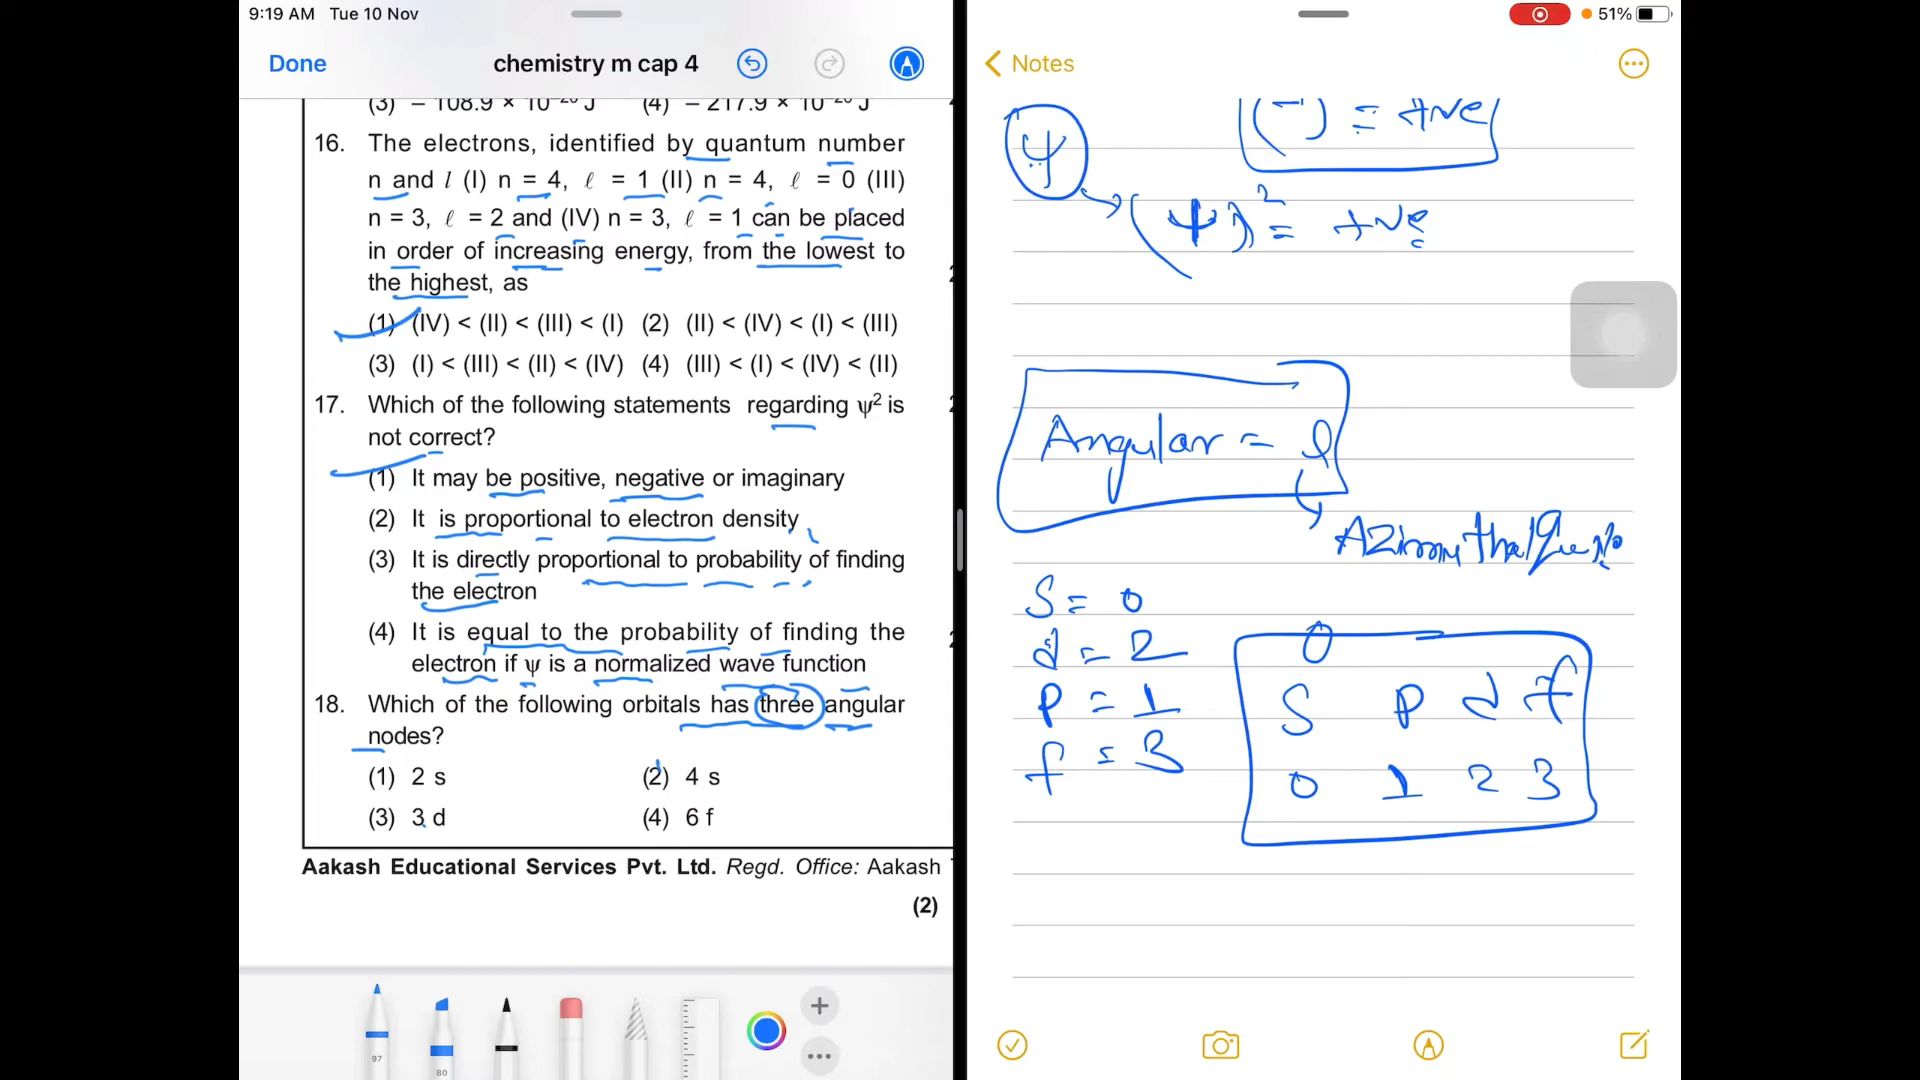 9:19 AM Tue 10 Nov
51%
Done
chemistry m cap 4
(3) – 108.9 × 10⁻²⁰ J (4) – 217.9 × 10⁻²⁰ J
16. The electrons, identified by quantum number
n and l (I) n = 4, ℓ = 1 (II) n = 4, ℓ = 0 (III)
n = 3, ℓ = 2 and (IV) n = 3, ℓ = 1 can be placed
in order of increasing energy, from the lowest to
the highest, as
(1) (IV) < (II) < (III) < (I) (2) (II) < (IV) < (I) < (III)
(3) (I) < (III) < (II) < (IV) (4) (III) < (I) < (IV) < (II)
17. Which of the following statements regarding ψ² is
not correct?
(1) It may be positive, negative or imaginary
(2) It is proportional to electron density
(3) It is directly proportional to probability of finding
the electron
(4) It is equal to the probability of finding the
electron if ψ is a normalized wave function
18. Which of the following orbitals has three angular
nodes?
(1) 2 s (2) 4 s
(3) 3 d (4) 6 f
Aakash Educational Services Pvt. Ltd. Regd. Office: Aakash
(2)
97
80
Notes
(–) = +ve
ψ
(ψ)² = +ve
Angular = l
Azimuthal Qu No
S = 0
d = 2
P = 1
f = 3
0
S P d f
0 1 2 3